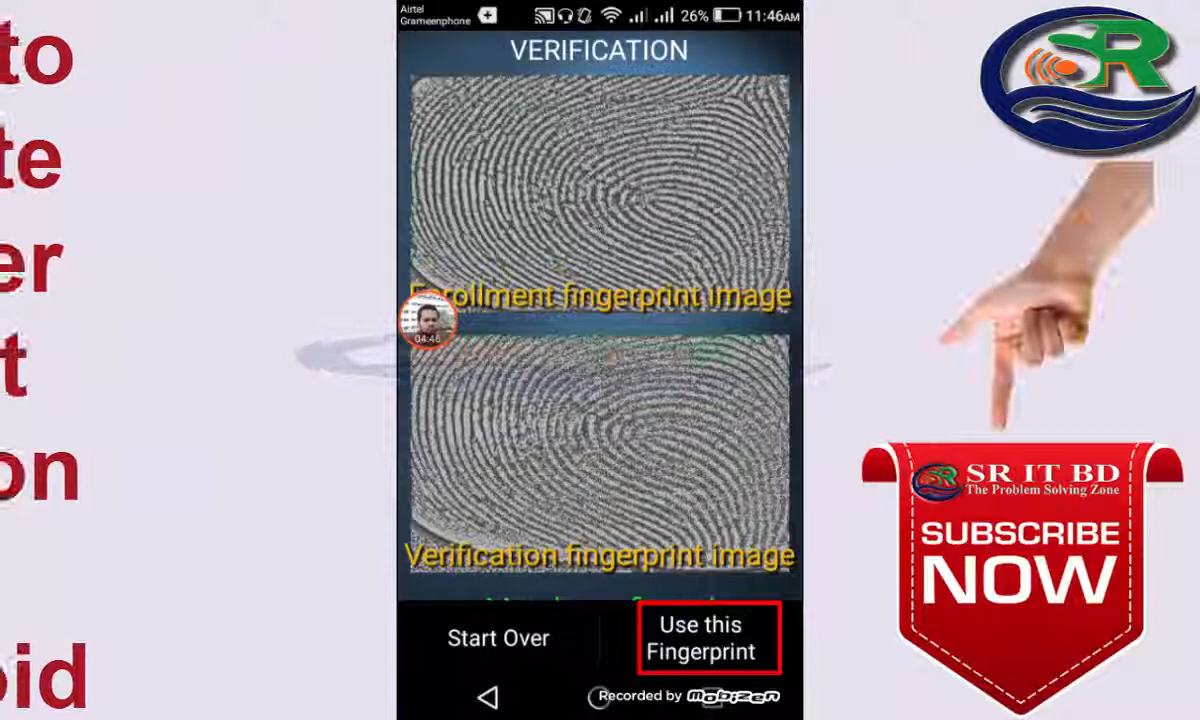 to
te
er
t
on
oid
Airtel
Grameenphone
26%
11:46AM
VERIFICATION
Enrollment fingerprint image
04:46
Verification fingerprint image
Start Over
Use this
Fingerprint
Recorded by mobizen
SR
SR IT BD
The Problem Solving Zone
SUBSCRIBE
NOW